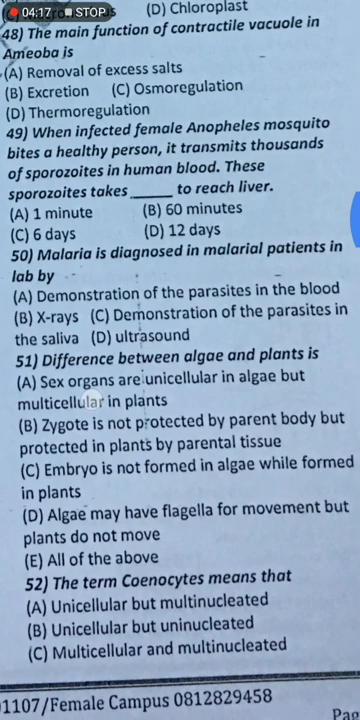 04:17 STOP
(D) Chloroplast
48) The main function of contractile vacuole in
Ameoba is
(A) Removal of excess salts
(B) Excretion (C) Osmoregulation
(D) Thermoregulation
49) When infected female Anopheles mosquito
bites a healthy person, it transmits thousands
of sporozoites in human blood. These
sporozoites takes _____ to reach liver.
(A) 1 minute (B) 60 minutes
(C) 6 days (D) 12 days
50) Malaria is diagnosed in malarial patients in
lab by
(A) Demonstration of the parasites in the blood
(B) X-rays (C) Demonstration of the parasites in
the saliva (D) ultrasound
51) Difference between algae and plants is
(A) Sex organs are unicellular in algae but
multicellular in plants
(B) Zygote is not protected by parent body but
protected in plants by parental tissue
(C) Embryo is not formed in algae while formed
in plants
(D) Algae may have flagella for movement but
plants do not move
(E) All of the above
52) The term Coenocytes means that
(A) Unicellular but multinucleated
(B) Unicellular but uninucleated
(C) Multicellular and multinucleated
1107/Female Campus 0812829458